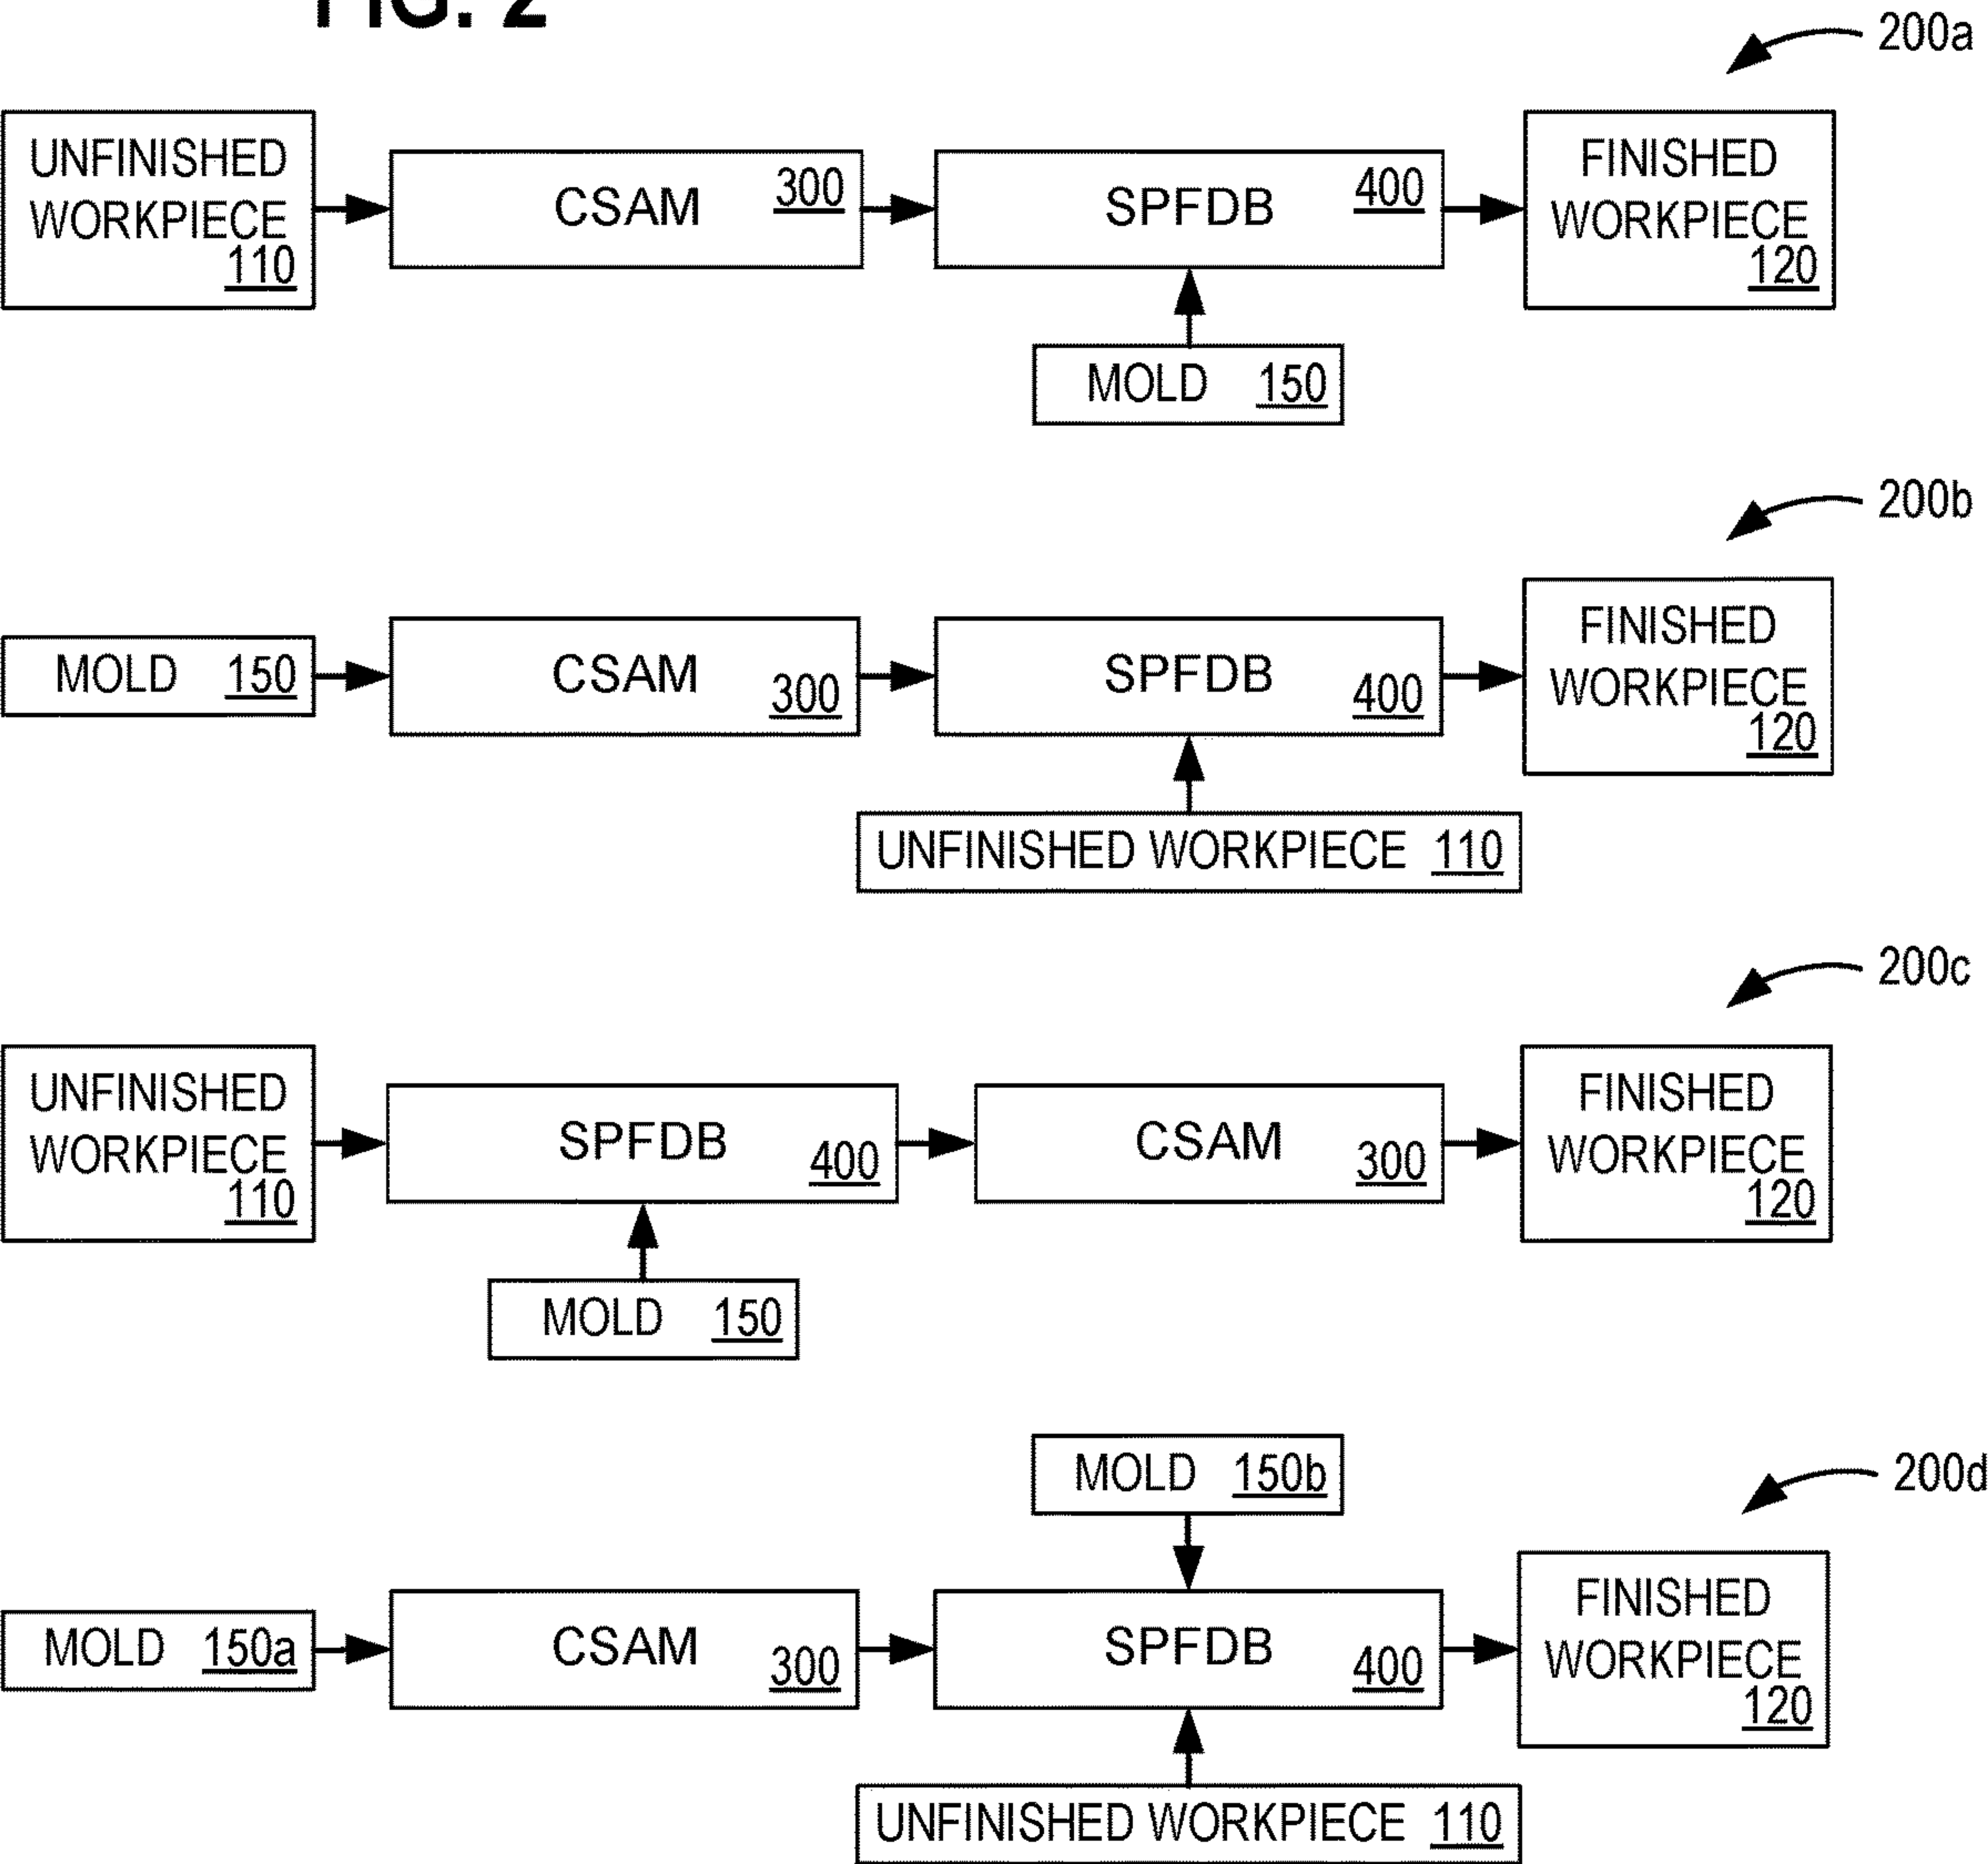 FIG. 2
200a
UNFINISHED
WORKPIECE
110
CSAM 300
SPFDB 400
FINISHED
WORKPIECE
120
MOLD 150
200b
MOLD 150
CSAM 300
SPFDB 400
FINISHED
WORKPIECE
120
UNFINISHED WORKPIECE 110
200c
UNFINISHED
WORKPIECE
110
SPFDB 400
CSAM 300
FINISHED
WORKPIECE
120
MOLD 150
MOLD 150b
200d
MOLD 150a
CSAM 300
SPFDB 400
FINISHED
WORKPIECE
120
UNFINISHED WORKPIECE 110